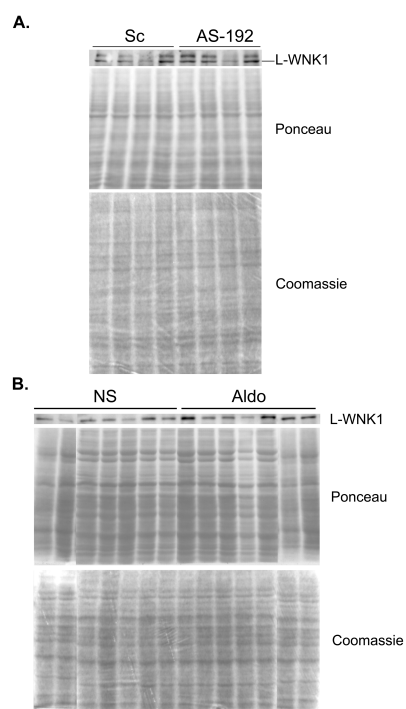 A.
Sc AS-192
L-WNK1
Ponceau
Coomassie
B.
NS Aldo
L-WNK1
Ponceau
Coomassie